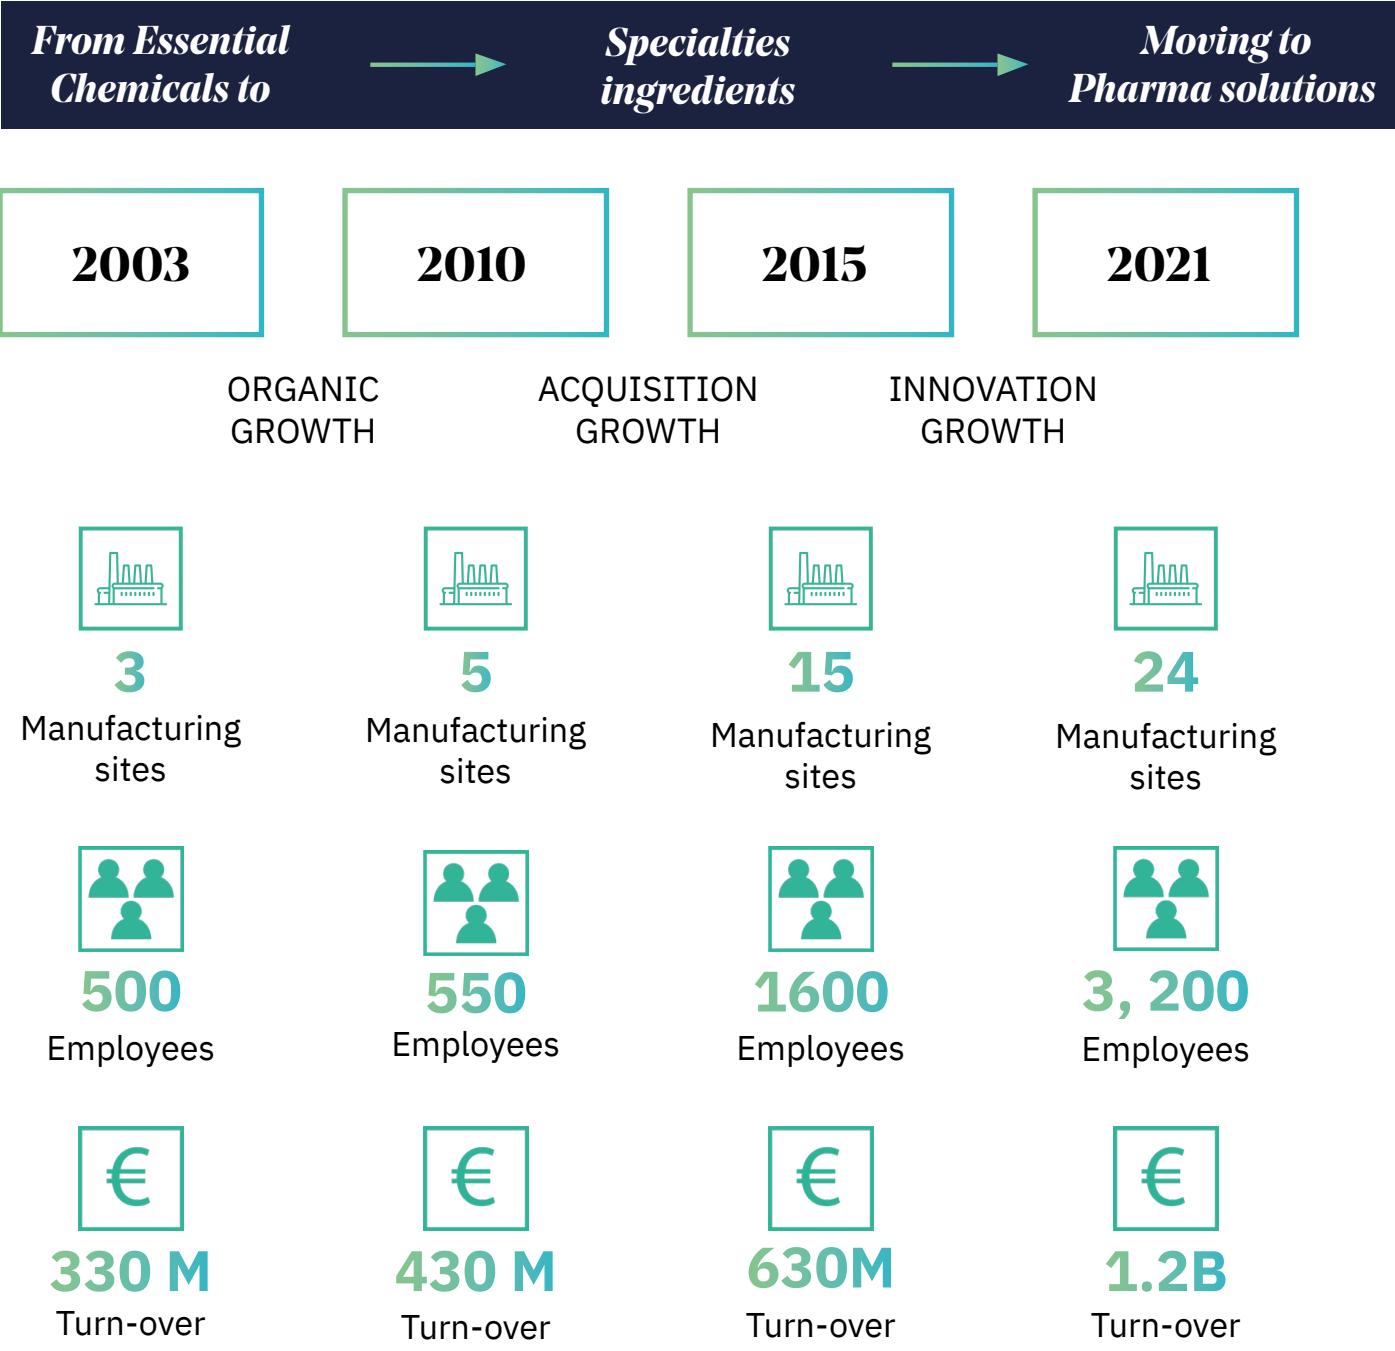 From Essential
Chemicals to
Specialties
ingredients
Moving to
Pharma solutions
2003
2010
2015
2021
ORGANIC
GROWTH
ACQUISITION
GROWTH
INNOVATION
GROWTH
3
Manufacturing
sites
5
Manufacturing
sites
15
Manufacturing
sites
24
Manufacturing
sites
500
Employees
550
Employees
1600
Employees
3, 200
Employees
€
330 M
Turn-over
€
430 M
Turn-over
€
630M
Turn-over
€
1.2B
Turn-over